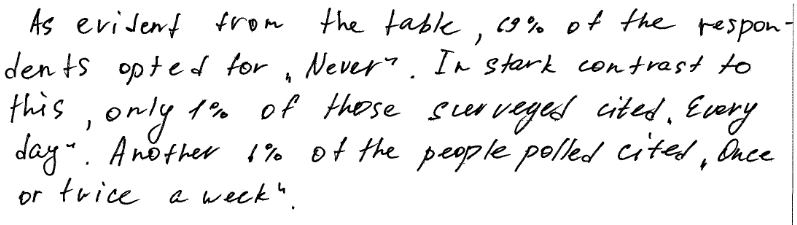 As evident from the table, 69% of the respon-
dents opted for „Never“. In stark contrast to
this, only 1% of those surveyed cited „Every
day“. Another 1% of the people polled cited „Once
or twice a week“.